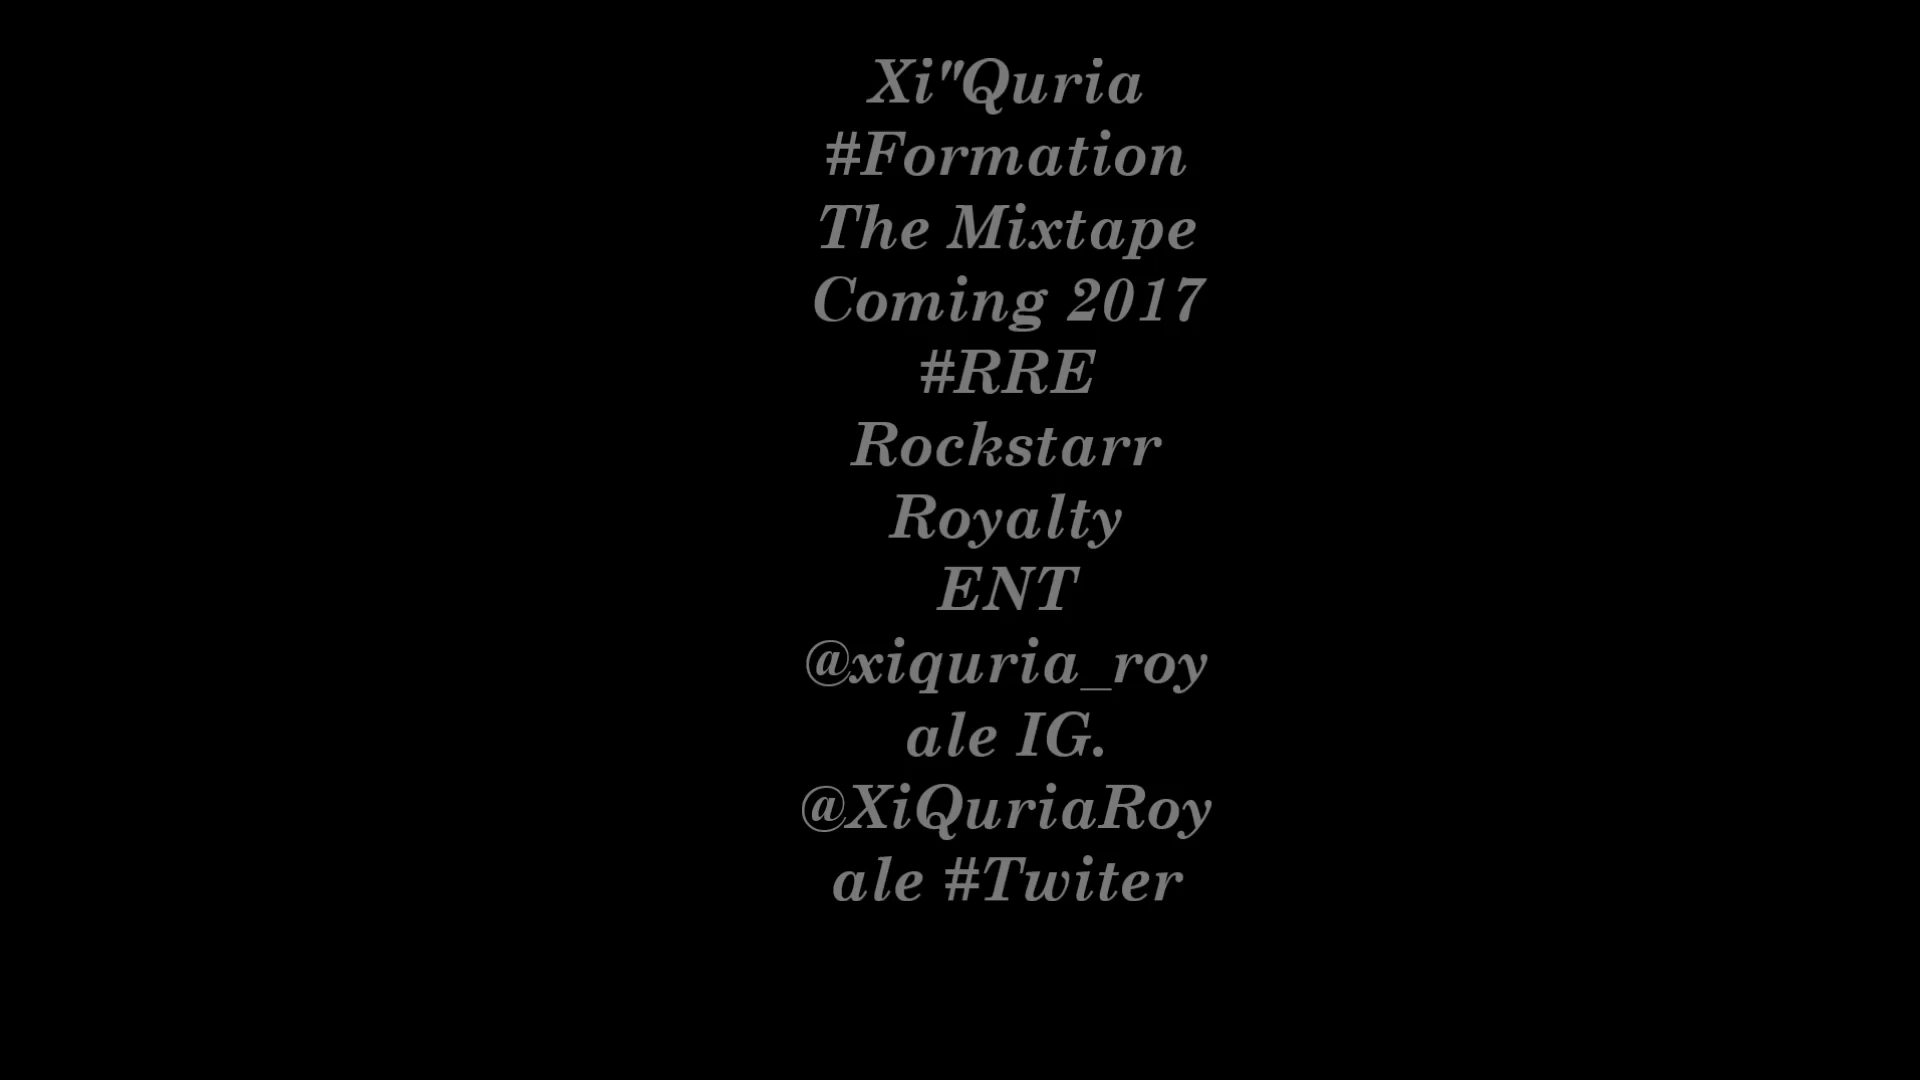 Xi"Quria
#Formation
The Mixtape
Coming 2017
#RRE
Rockstarr
Royalty
ENT
@xiquria_roy
ale IG.
@XiQuriaRoy
ale #Twiter